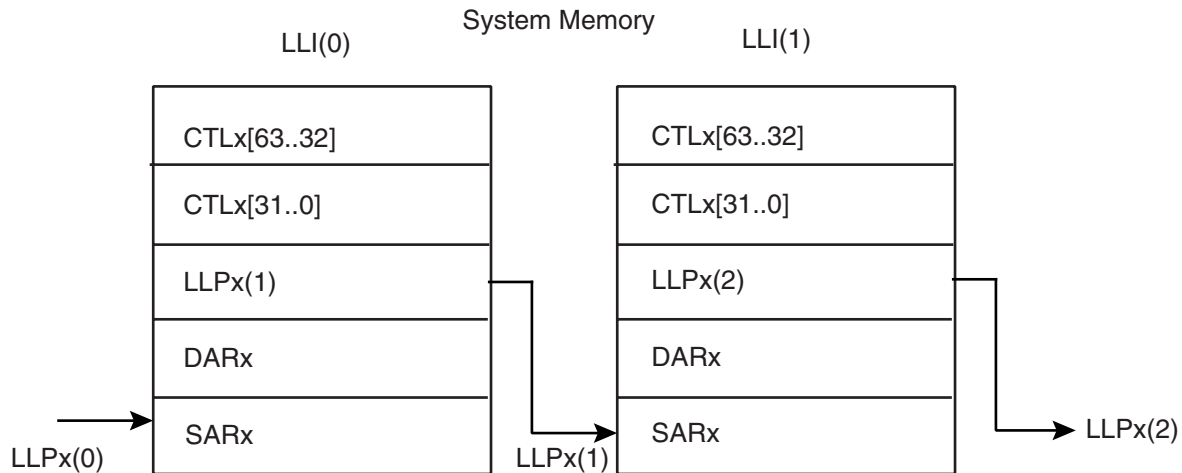 System Memory
LLI(0)
LLI(1)
CTLx[63..32]
CTLx[63..32]
CTLx[31..0]
CTLx[31..0]
LLPx(1)
LLPx(2)
DARx
DARx
SARx
SARx
LLPx(0)
LLPx(1)
LLPx(2)